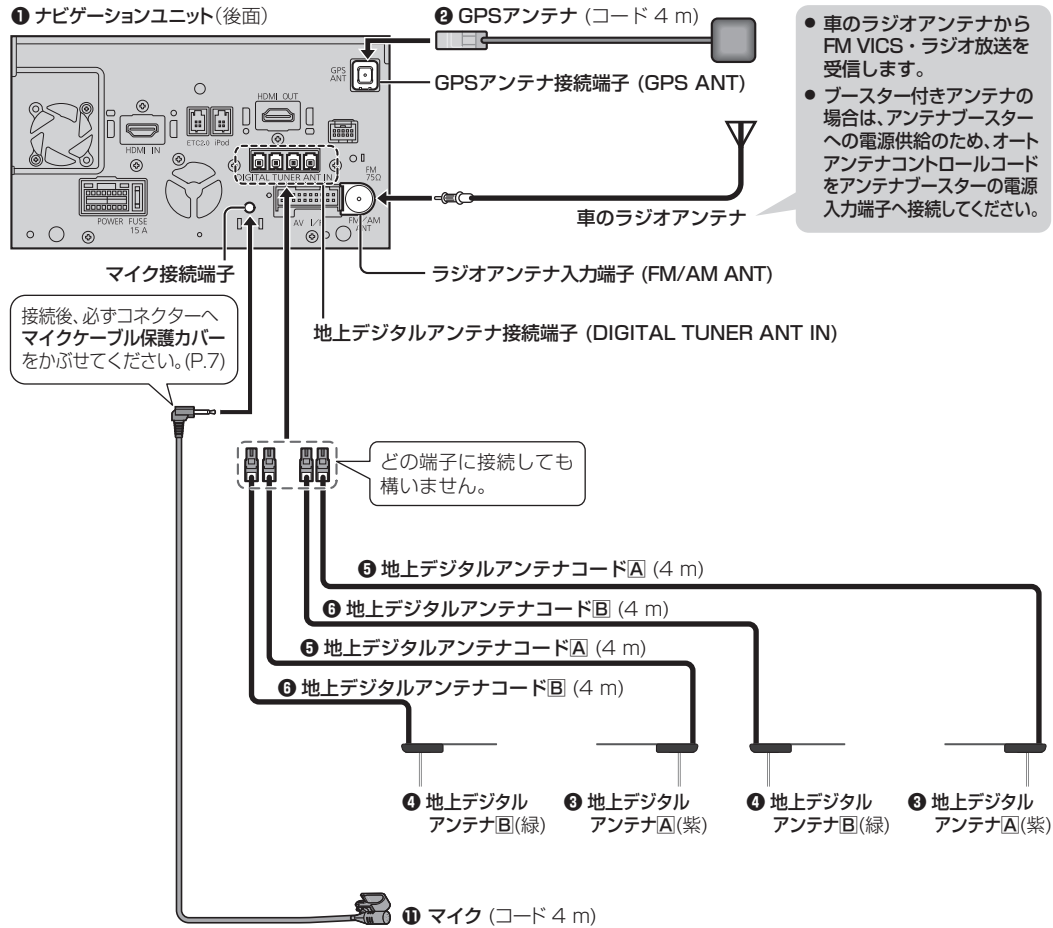 ❶ ナビゲーションユニット(後面)
❷ GPSアンテナ (コード 4 m)
GPS
ANT
GPSアンテナ接続端子 (GPS ANT)
● 車のラジオアンテナから
FM VICS・ラジオ放送を
受信します。
● ブースター付きアンテナの
場合は、アンテナブースター
への電源供給のため、オート
アンテナコントロールコード
をアンテナブースターの電源
入力端子へ接続してください。
HDMI OUT
HDMI IN
ETC2.0 iPod
DIGITAL TUNER ANT IN
FM
75Ω
POWER FUSE
15 A
AV I/F
FM/AM
ANT
車のラジオアンテナ
マイク接続端子
ラジオアンテナ入力端子 (FM/AM ANT)
地上デジタルアンテナ接続端子 (DIGITAL TUNER ANT IN)
接続後、必ずコネクターへ
マイクケーブル保護カバー
をかぶせてください。(P.7)
どの端子に接続しても
構いません。
❺ 地上デジタルアンテナコードA (4 m)
❻ 地上デジタルアンテナコードB (4 m)
❺ 地上デジタルアンテナコードA (4 m)
❻ 地上デジタルアンテナコードB (4 m)
❹ 地上デジタル
アンテナB(緑)
❸ 地上デジタル
アンテナA(紫)
❹ 地上デジタル
アンテナB(緑)
❸ 地上デジタル
アンテナA(紫)
⓫ マイク (コード 4 m)